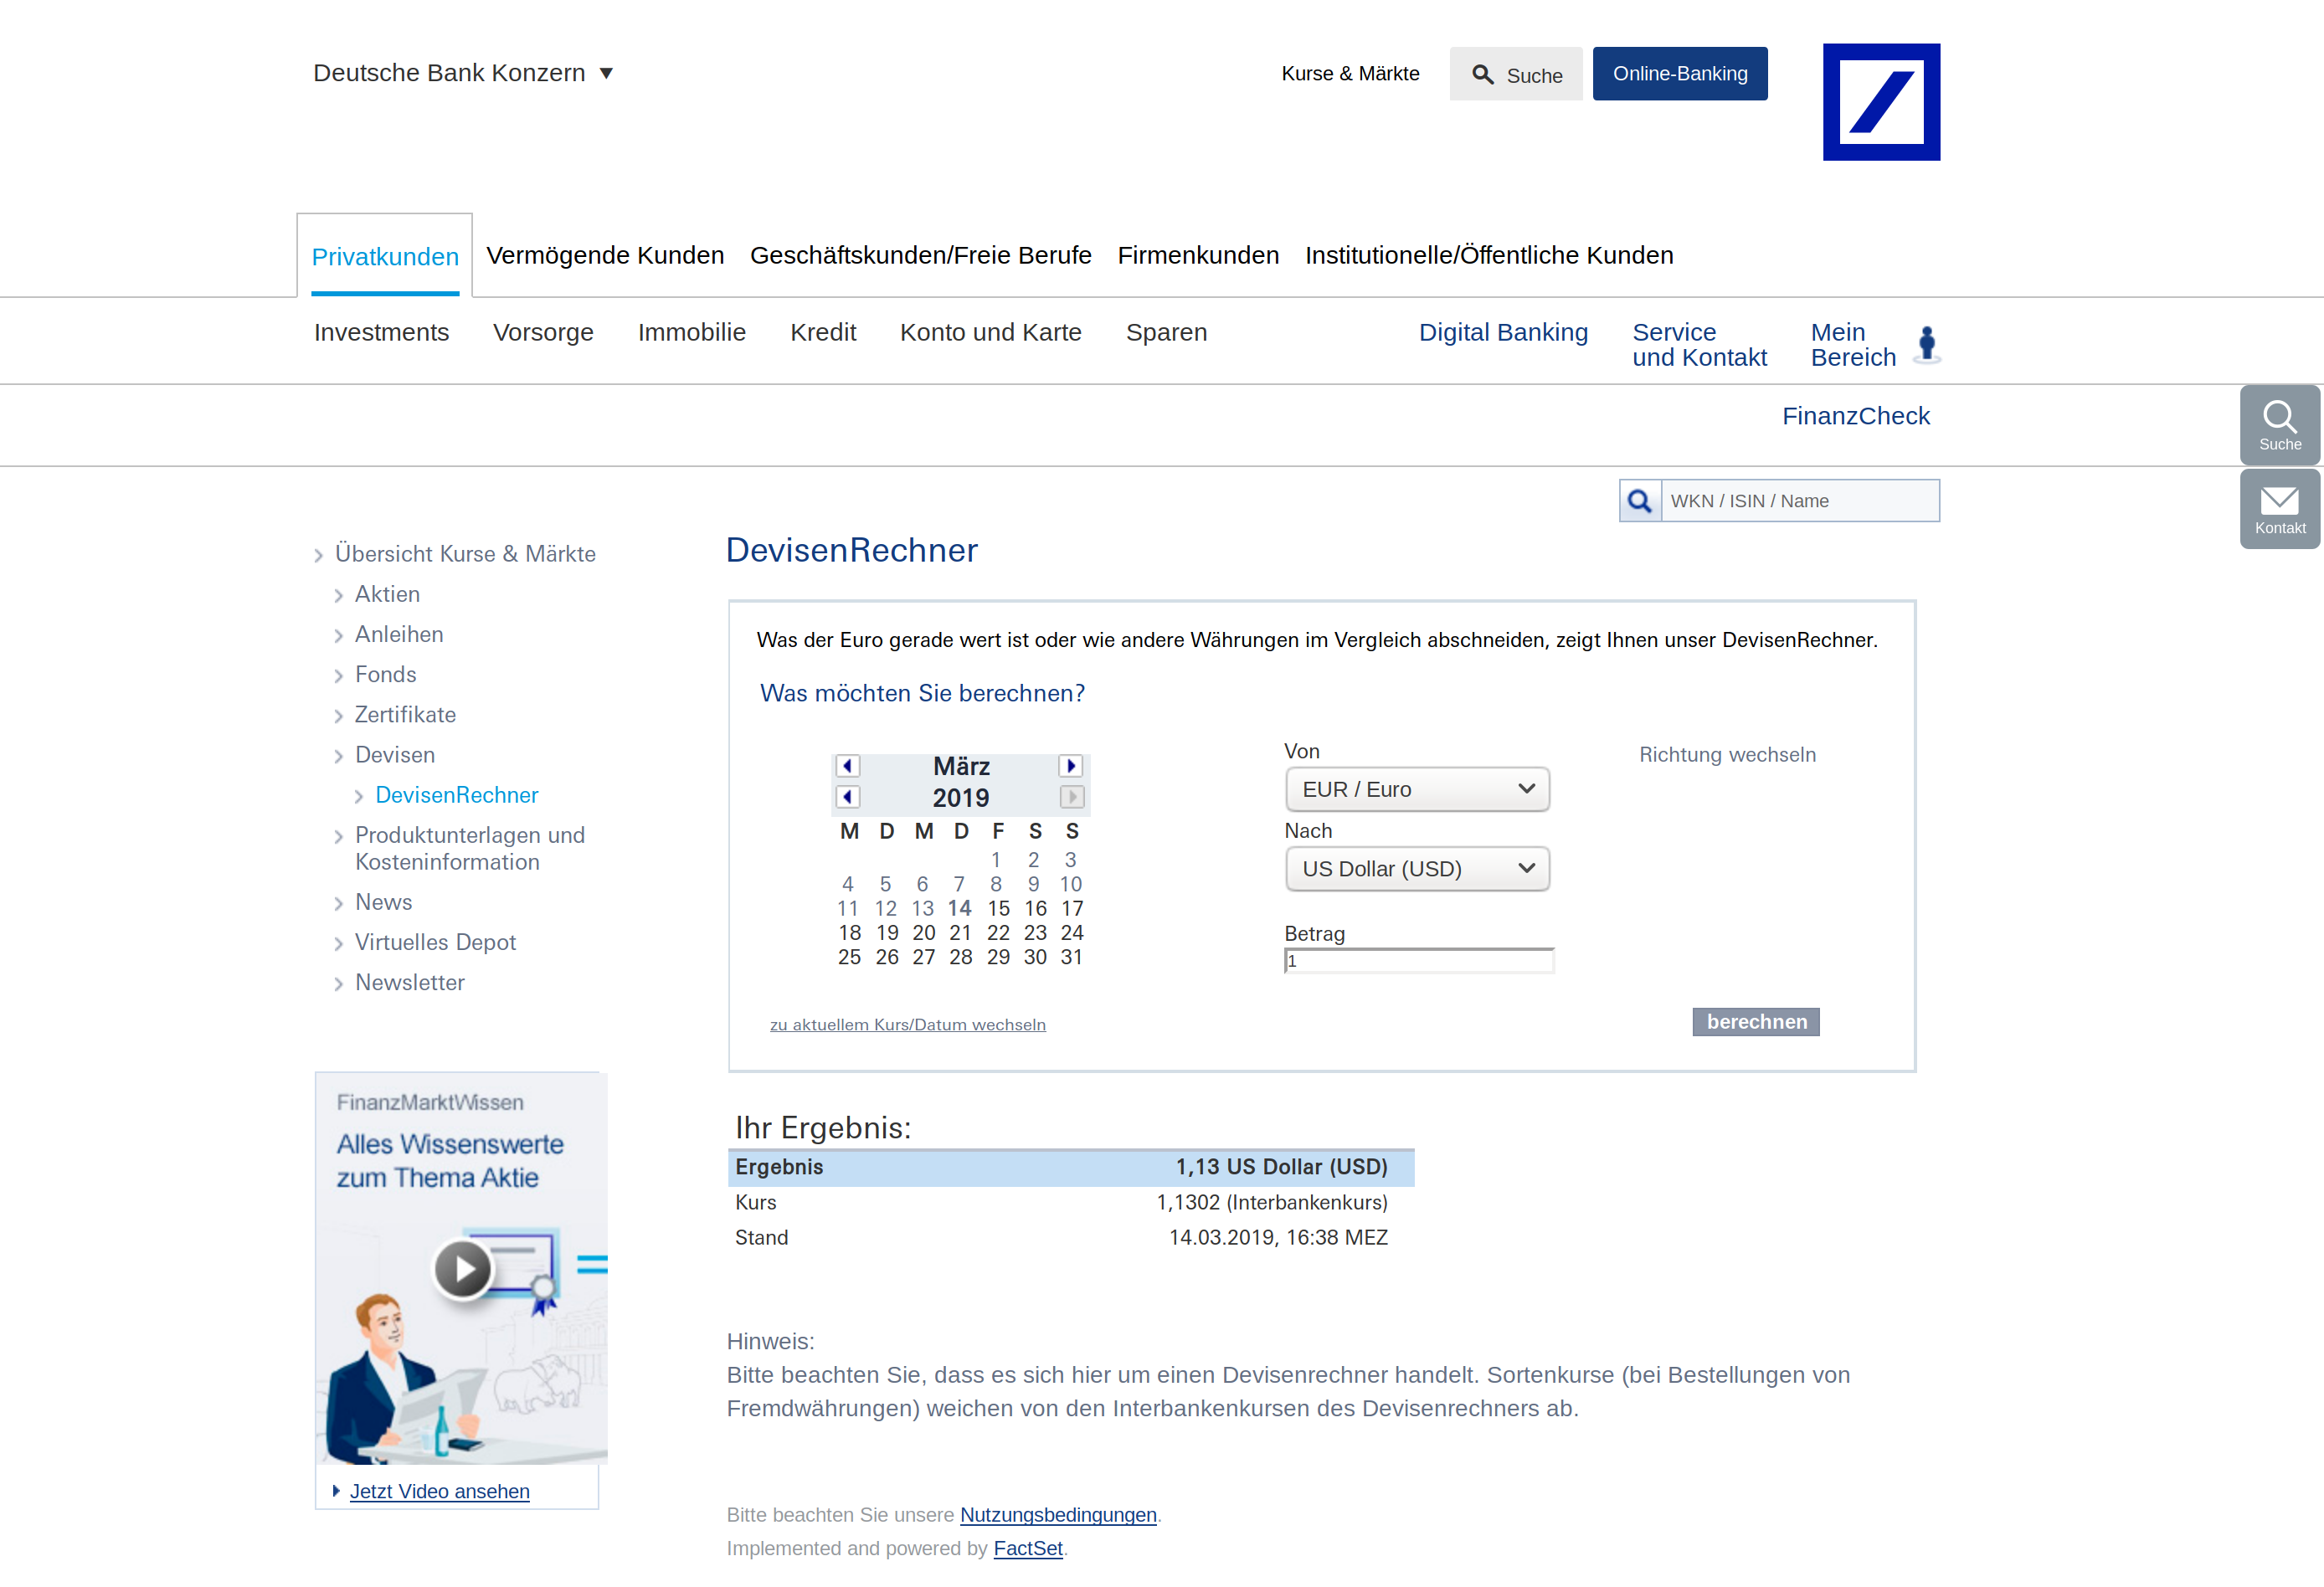 Deutsche Bank Konzern ▼
Kurse & Märkte
Suche
Online-Banking
Privatkunden
Vermögende Kunden
Geschäftskunden/Freie Berufe
Firmenkunden
Institutionelle/Öffentliche Kunden
Investments
Vorsorge
Immobilie
Kredit
Konto und Karte
Sparen
Digital Banking
Service
und Kontakt
Mein
Bereich
FinanzCheck
Suche
Kontakt
WKN / ISIN / Name
Übersicht Kurse & Märkte
Aktien
Anleihen
Fonds
Zertifikate
Devisen
DevisenRechner
Produktunterlagen und
Kosteninformation
News
Virtuelles Depot
Newsletter
FinanzMarktWissen
Alles Wissenswerte
zum Thema Aktie
Jetzt Video ansehen
DevisenRechner
Was der Euro gerade wert ist oder wie andere Währungen im Vergleich abschneiden, zeigt Ihnen unser DevisenRechner.
Was möchten Sie berechnen?
März
2019
M D M D F S S
1 2 3
4 5 6 7 8 9 10
11 12 13 14 15 16 17
18 19 20 21 22 23 24
25 26 27 28 29 30 31
zu aktuellem Kurs/Datum wechseln
Von
EUR / Euro
Nach
US Dollar (USD)
Betrag
1
Richtung wechseln
berechnen
Ihr Ergebnis:
Ergebnis 1,13 US Dollar (USD)
Kurs 1,1302 (Interbankenkurs)
Stand 14.03.2019, 16:38 MEZ
Hinweis:
Bitte beachten Sie, dass es sich hier um einen Devisenrechner handelt. Sortenkurse (bei Bestellungen von
Fremdwährungen) weichen von den Interbankenkursen des Devisenrechners ab.
Bitte beachten Sie unsere Nutzungsbedingungen.
Implemented and powered by FactSet.